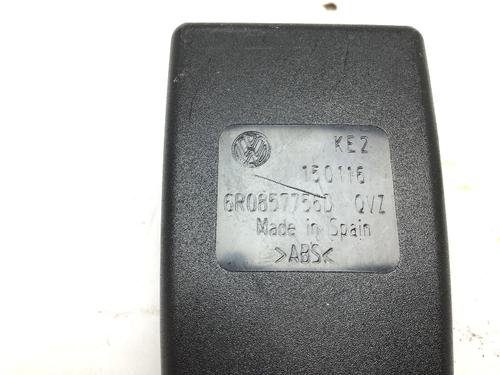 KE2
150116
6R0857756D QVZ
Made in Spain
>ABS<